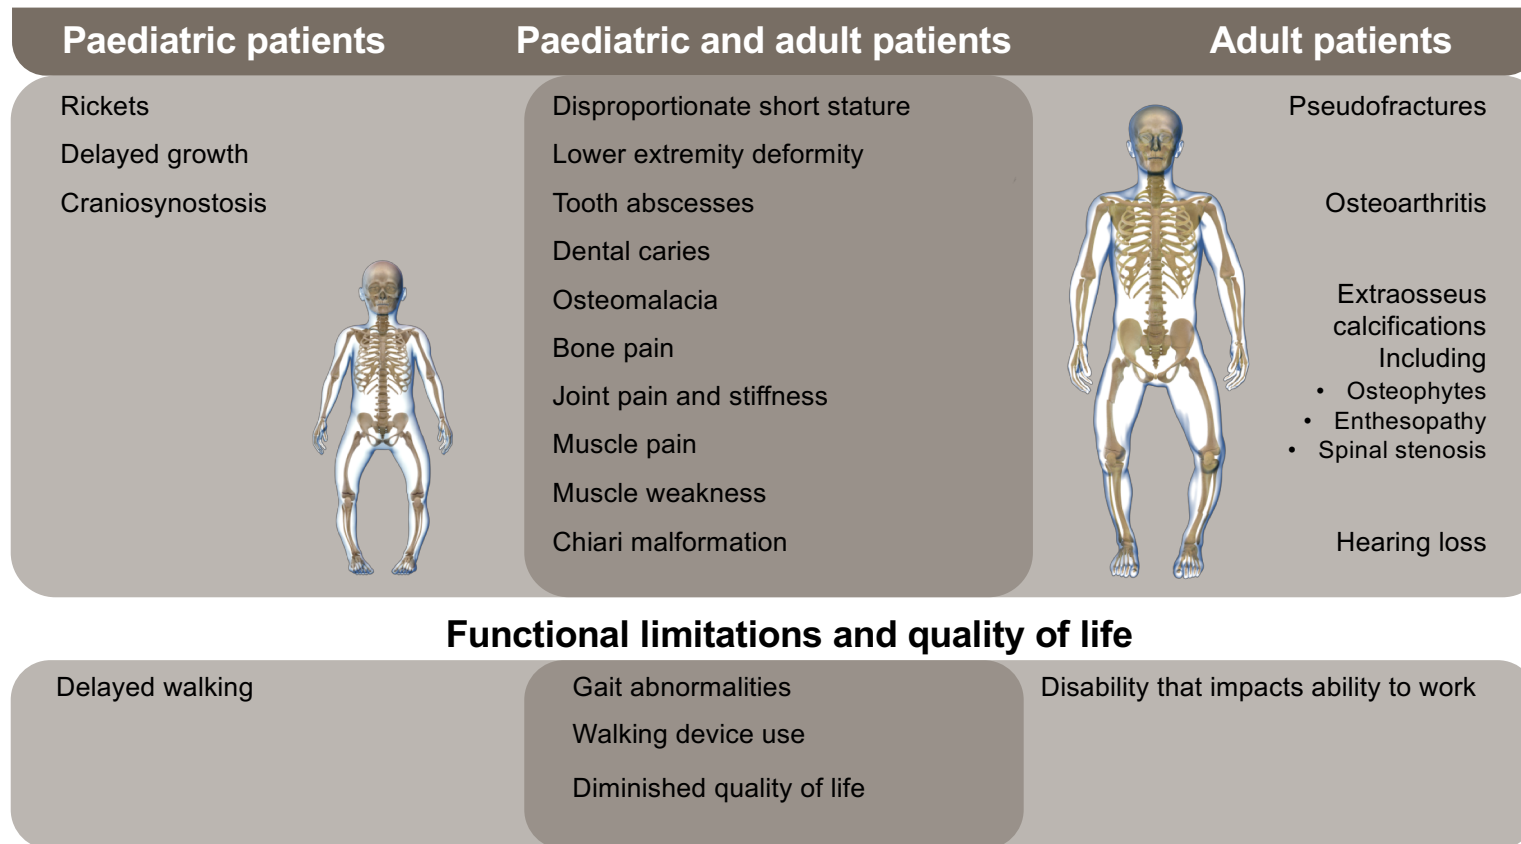 Paediatric patients
Paediatric and adult patients
Adult patients
Rickets
Delayed growth
Craniosynostosis
Disproportionate short stature
Lower extremity deformity
Tooth abscesses
Dental caries
Osteomalacia
Bone pain
Joint pain and stiffness
Muscle pain
Muscle weakness
Chiari malformation
Pseudofractures
Osteoarthritis
Extraosseus
calcifications
Including
• Osteophytes
• Enthesopathy
• Spinal stenosis
Hearing loss
Functional limitations and quality of life
Delayed walking
Gait abnormalities
Walking device use
Diminished quality of life
Disability that impacts ability to work